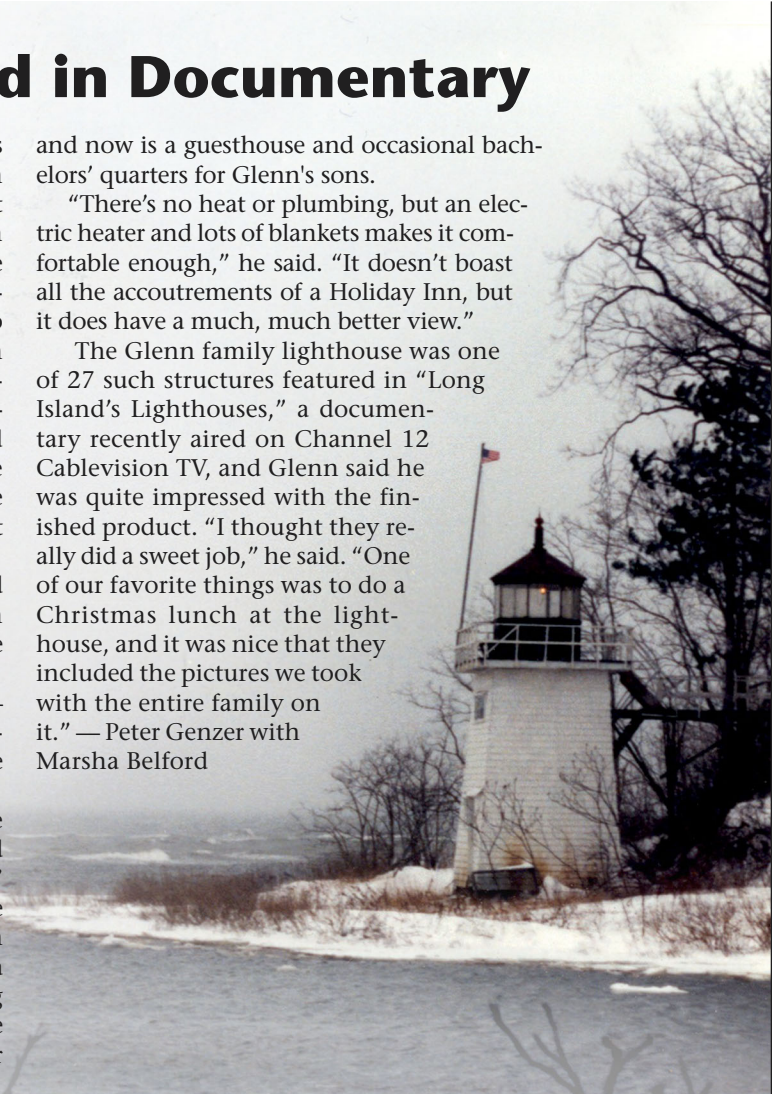 d in Documentary
and now is a guesthouse and occasional bach-
elors’ quarters for Glenn's sons.
“There’s no heat or plumbing, but an elec-
tric heater and lots of blankets makes it com-
fortable enough,” he said. “It doesn’t boast
all the accoutrements of a Holiday Inn, but
it does have a much, much better view.”
The Glenn family lighthouse was one
of 27 such structures featured in “Long
Island’s Lighthouses,” a documen-
tary recently aired on Channel 12
Cablevision TV, and Glenn said he
was quite impressed with the fin-
ished product. “I thought they re-
ally did a sweet job,” he said. “One
of our favorite things was to do a
Christmas lunch at the light-
house, and it was nice that they
included the pictures we took
with the entire family on
it.” — Peter Genzer with
Marsha Belford